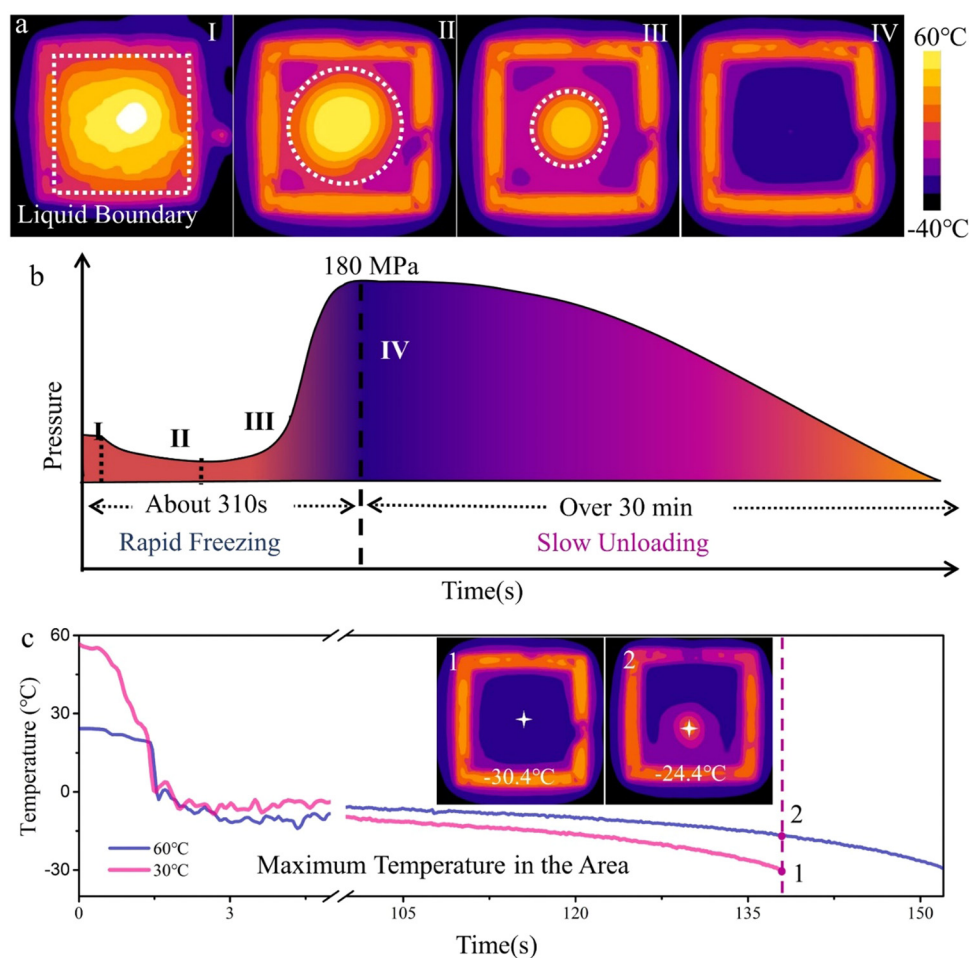 a
I
II
III
IV
60℃
Liquid Boundary
-40℃
b
180 MPa
Pressure
I
II
III
IV
About 310s
Over 30 min
Rapid Freezing
Slow Unloading
Time(s)
c
60
30
0
-30
Temperature (℃)
1
2
-30.4℃
-24.4℃
2
1
60℃
30℃
Maximum Temperature in the Area
0
3
105
120
135
150
Time(s)